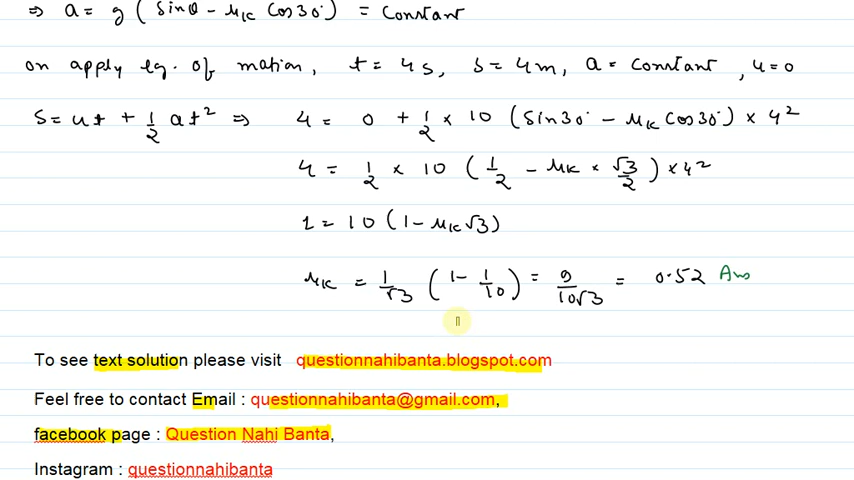 ⇒ a = g ( Sinθ - μK Cos30° ) = Constant
on apply eq. of motion, t = 4s, s = 4m, a = constant, u = 0
S = ut + 1/2 at² ⇒ 4 = 0 + 1/2 × 10 (Sin30° - μK Cos30°) × 4²
4 = 1/2 × 10 ( 1/2 - μK × √3/2 ) × 4²
1 = 10 ( 1 - μK √3 )
μK = 1/√3 ( 1 - 1/10 ) = 9/10√3 = 0.52 Ans
To see text solution please visit questionnahibanta.blogspot.com
Feel free to contact Email : questionnahibanta@gmail.com,
facebook page : Question Nahi Banta,
Instagram : questionnahibanta